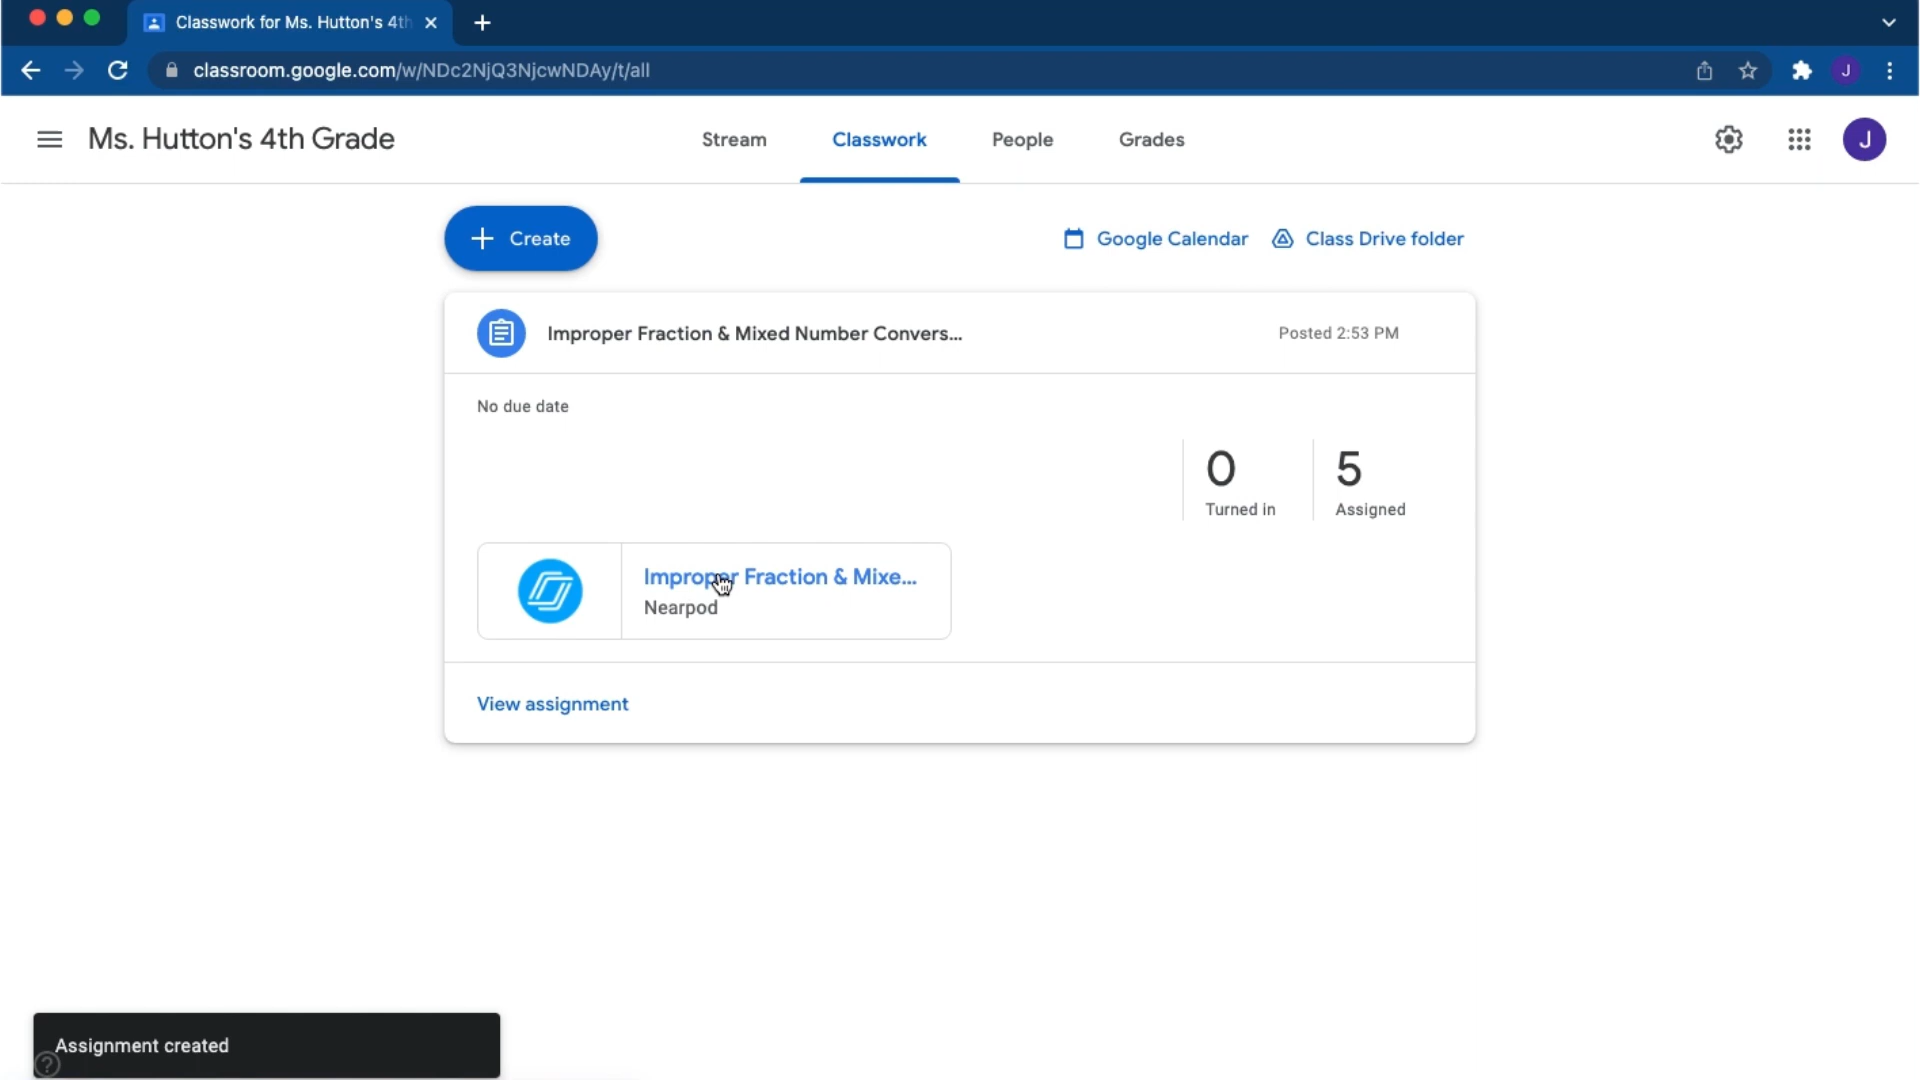 Classwork for Ms. Hutton's 4th
classroom.google.com/w/NDc2NjQ3NjcwNDAy/t/all
J
Ms. Hutton's 4th Grade
Stream
Classwork
People
Grades
J
Create
Google Calendar
Class Drive folder
Improper Fraction & Mixed Number Convers...
Posted 2:53 PM
No due date
0
5
Turned in
Assigned
Improper Fraction & Mixe...
Nearpod
View assignment
Assignment created
?